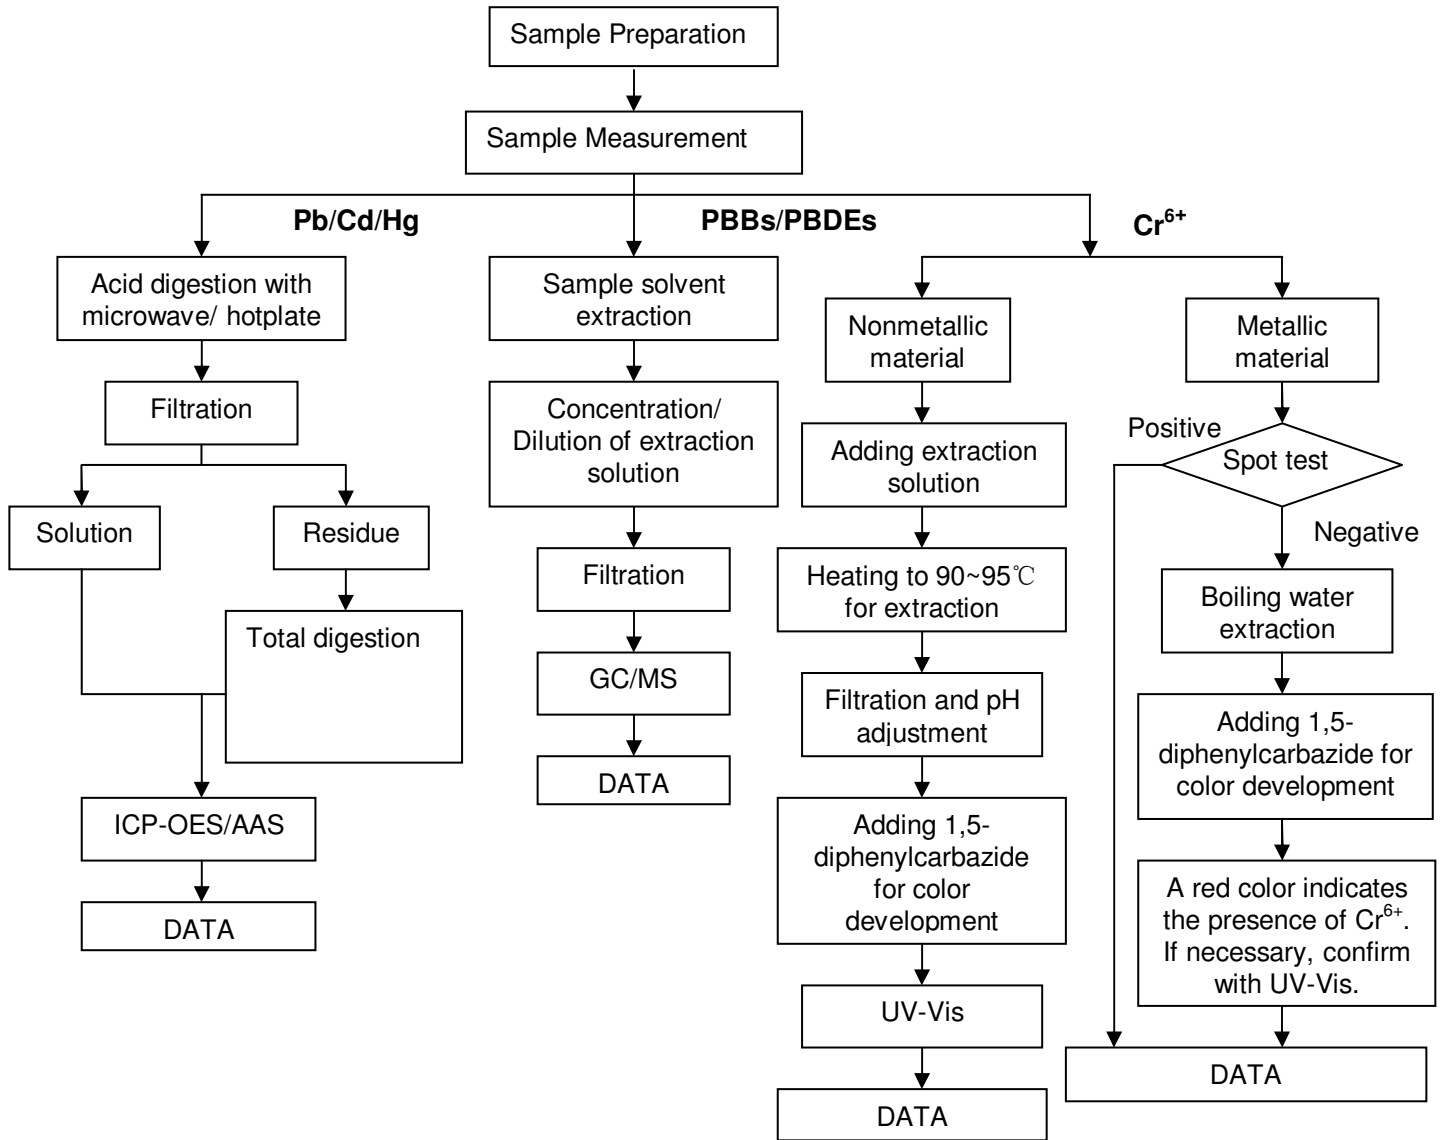 Sample Preparation
Sample Measurement
Pb/Cd/Hg
PBBs/PBDEs
Cr⁶⁺
Acid digestion with
microwave/ hotplate
Filtration
Solution
Residue
Total digestion
ICP-OES/AAS
DATA
Sample solvent
extraction
Concentration/
Dilution of extraction
solution
Filtration
GC/MS
DATA
Nonmetallic
material
Adding extraction
solution
Heating to 90~95℃
for extraction
Filtration and pH
adjustment
Adding 1,5-
diphenylcarbazide
for color
development
UV-Vis
DATA
Metallic
material
Positive
Spot test
Negative
Boiling water
extraction
Adding 1,5-
diphenylcarbazide for
color development
A red color indicates
the presence of Cr⁶⁺.
If necessary, confirm
with UV-Vis.
DATA